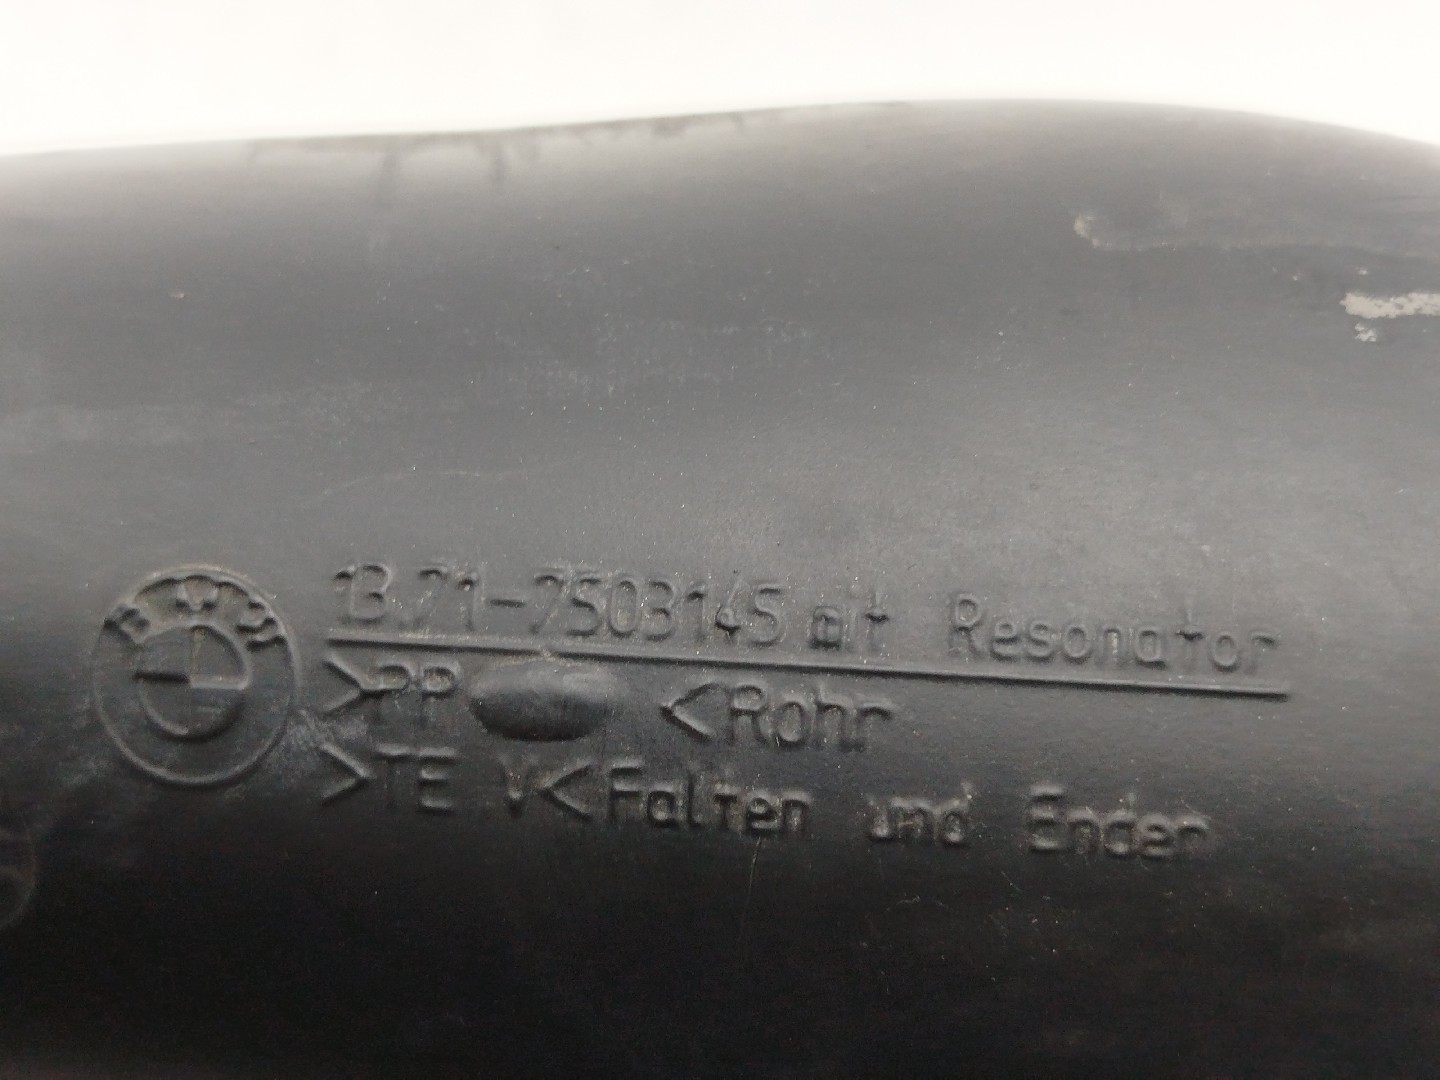 BMW
13.71-7503145 mit Resonator
>PP <Rohr
>TE V<Falten und Enden